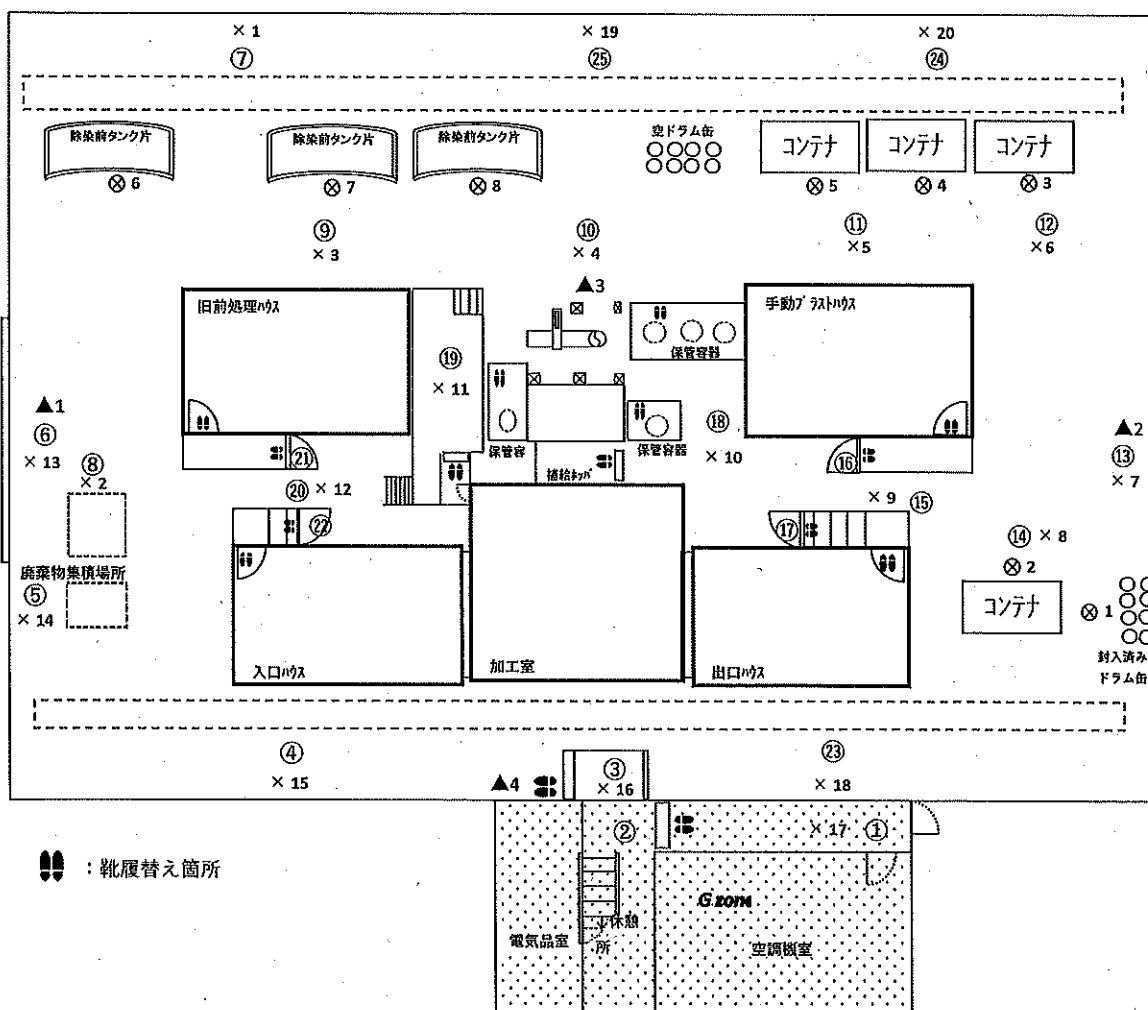 × 1
× 19
× 20
⑦
㉕
㉔
除染前タンク片
除染前タンク片
除染前タンク片
空ドラム缶
コンテナ
コンテナ
コンテナ
⊗ 6
⊗ 7
⊗ 8
⊗ 5
⊗ 4
⊗ 3
⑨
× 3
⑩
× 4
⑪
×5
⑫
× 6
▲3
旧前処理ハウス
手動ブラストハウス
保管容器
⑲
× 11
▲1
⑥
× 13
⑧
× 2
⑱
× 10
▲2
⑬
× 7
保管容
保管容器
補給ホッパ
㉑
⑳
× 12
㉒
⑯
× 9
⑮
⑰
⑭
× 8
⊗ 2
コンテナ
⊗ 1
封入済み
ドラム缶
廃棄物集積場所
⑤
× 14
入口ハウス
加工室
出口ハウス
④
× 15
▲4
③
× 16
㉓
× 18
②
× 17
①
：靴履替え箇所
G zone
電気品室
休憩
所
空調機室